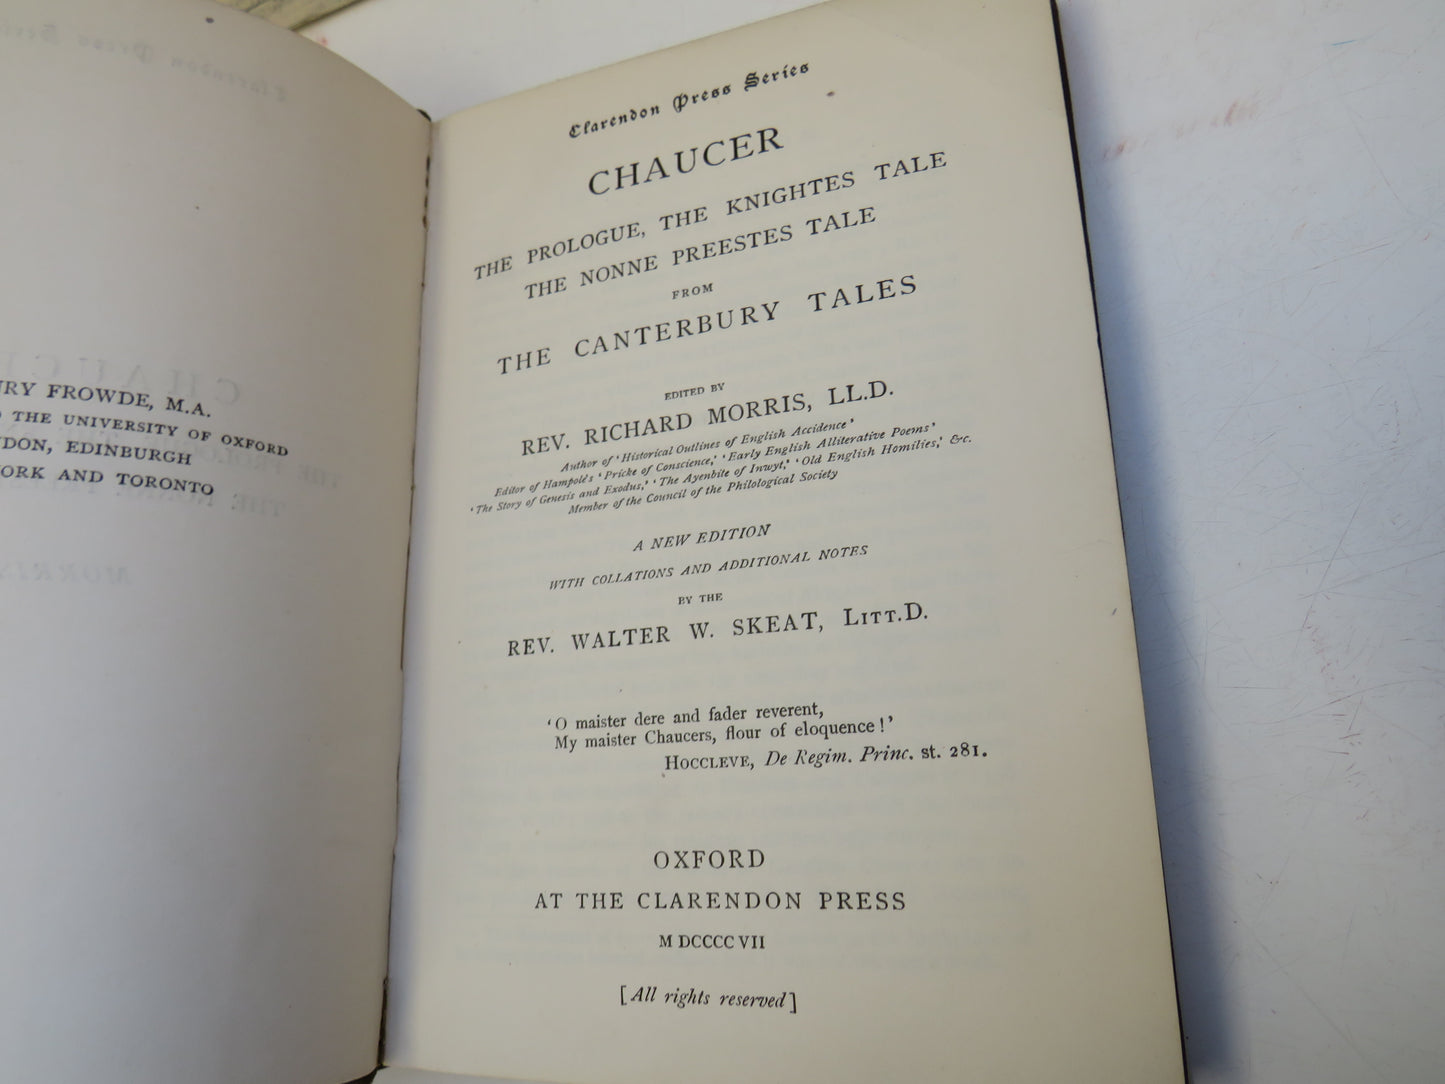 RY FROWDE, M.A.
THE UNIVERSITY OF OXFORD
DON, EDINBURGH
ORK AND TORONTO
Clarendon Press Series
CHAUCER
THE PROLOGUE, THE KNIGHTES TALE
THE NONNE PREESTES TALE
FROM
THE CANTERBURY TALES
EDITED BY
REV. RICHARD MORRIS, LL.D.
Author of 'Historical Outlines of English Accidence'
Editor of Hampole's 'Pricke of Conscience,' 'Early English Alliterative Poems'
'The Story of Genesis and Exodus,' 'The Ayenbite of Inwyt,' 'Old English Homilies,' &c.
Member of the Council of the Philological Society
A NEW EDITION
WITH COLLATIONS AND ADDITIONAL NOTES
BY THE
REV. WALTER W. SKEAT, LITT.D.
'O maister dere and fader reverent,
My maister Chaucers, flour of eloquence!'
HOCCLEVE, De Regim. Princ. st. 281.
OXFORD
AT THE CLARENDON PRESS
M DCCCC VII
[All rights reserved]